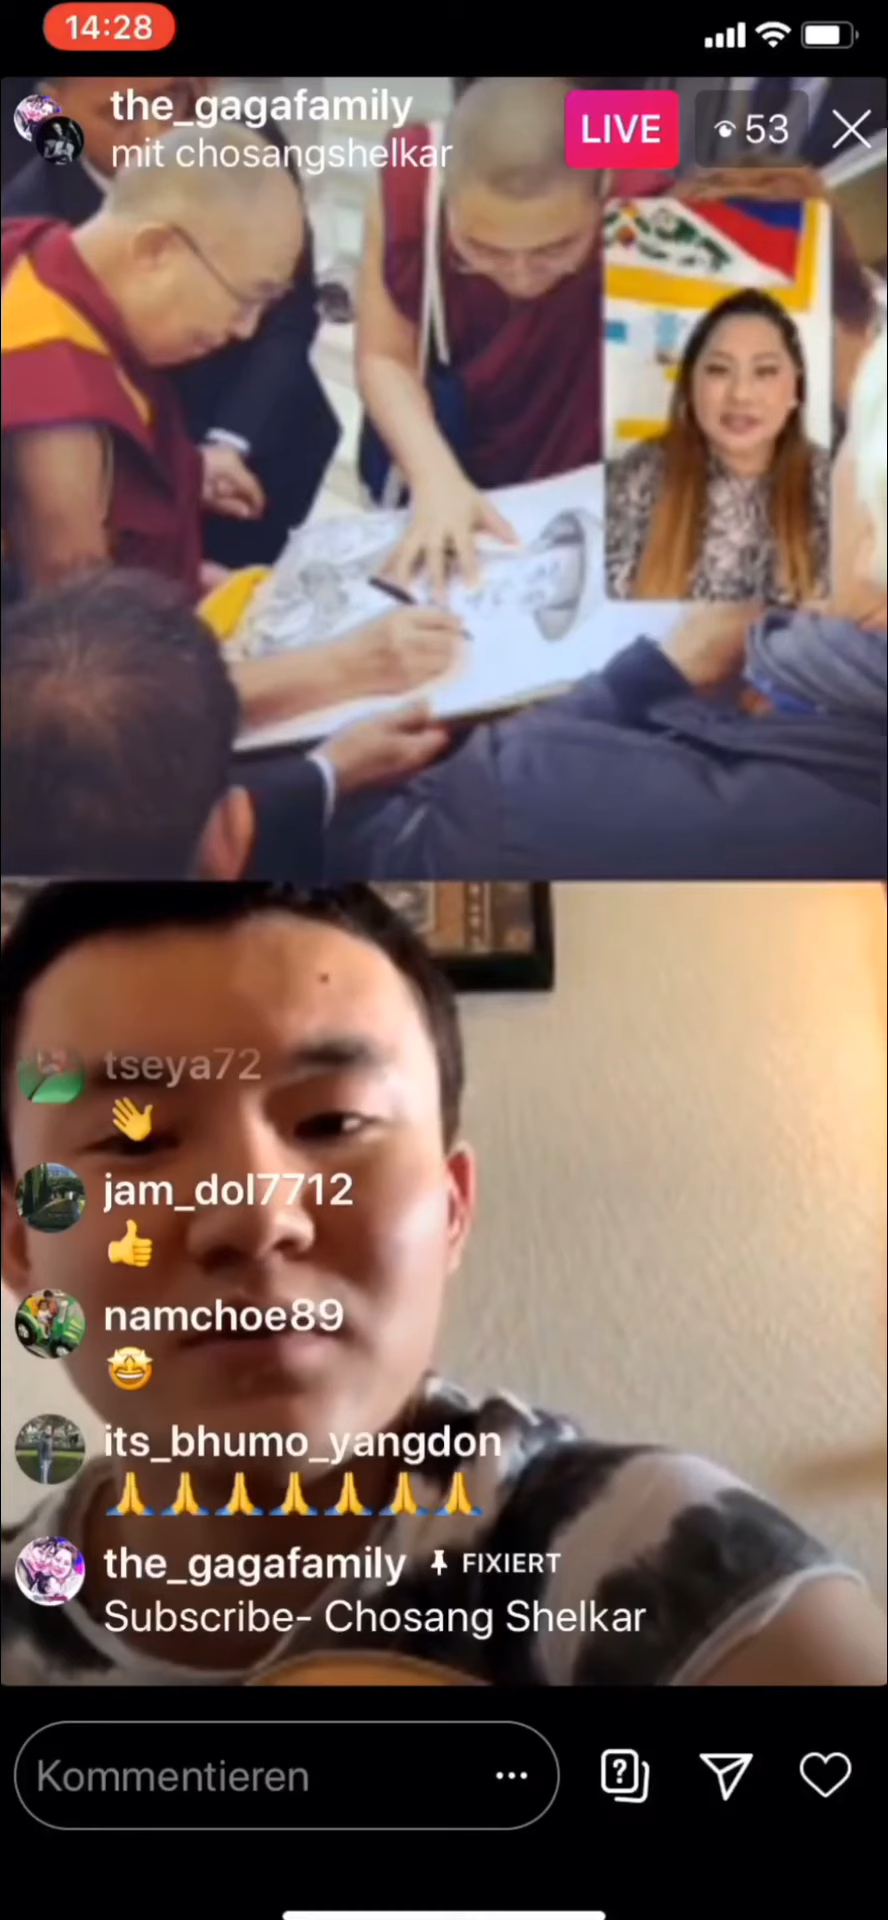 14:28
the_gagafamily
mit chosangshelkar
LIVE
53
tseya72
👋
jam_dol7712
👍
namchoe89
🤩
its_bhumo_yangdon
🙏🙏🙏🙏🙏🙏🙏
the_gagafamily FIXIERT
Subscribe- Chosang Shelkar
Kommentieren